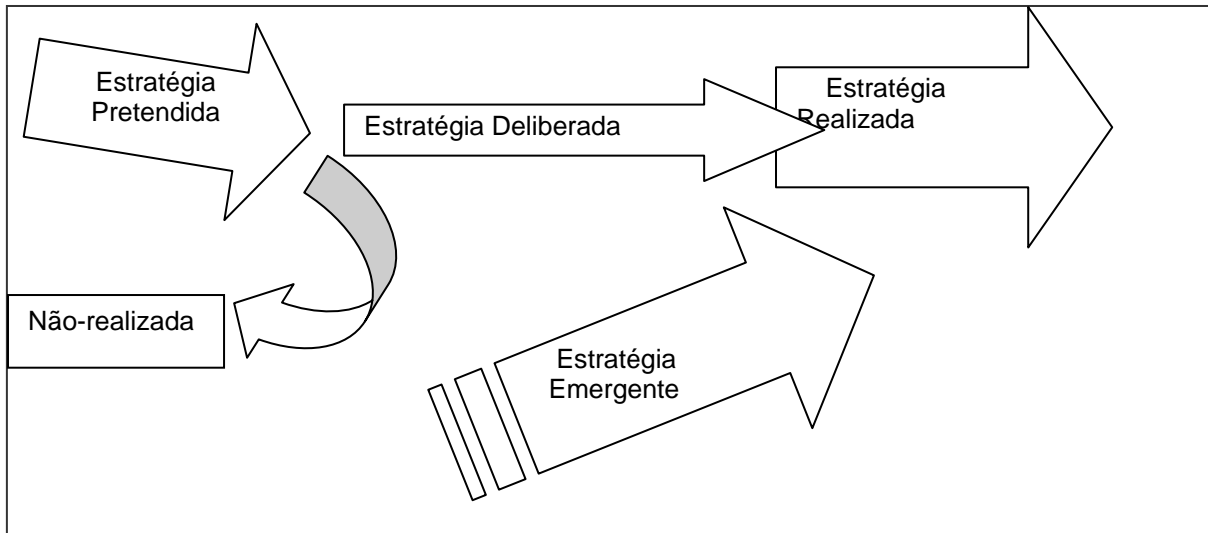 Estratégia
Pretendida
Estratégia Deliberada
Estratégia
Realizada
Não-realizada
Estratégia
Emergente